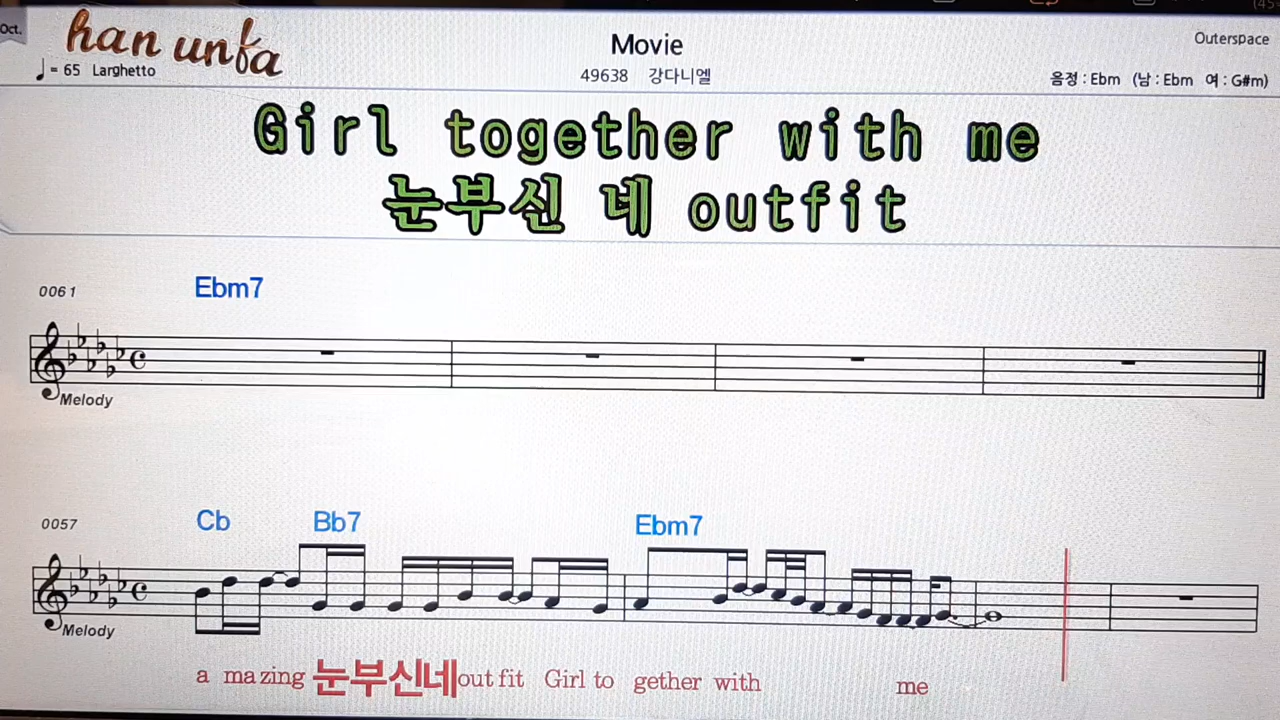 Oct.
han unfa
♩= 65 Larghetto
Movie
49638 강다니엘
Outerspace
음정 : Ebm (남 : Ebm 여 : G#m)
Girl together with me
눈부신 네 outfit
0061 Ebm7
Melody
0057 Cb Bb7 Ebm7
Melody
a ma zing 눈부신네 out fit Girl to gether with me